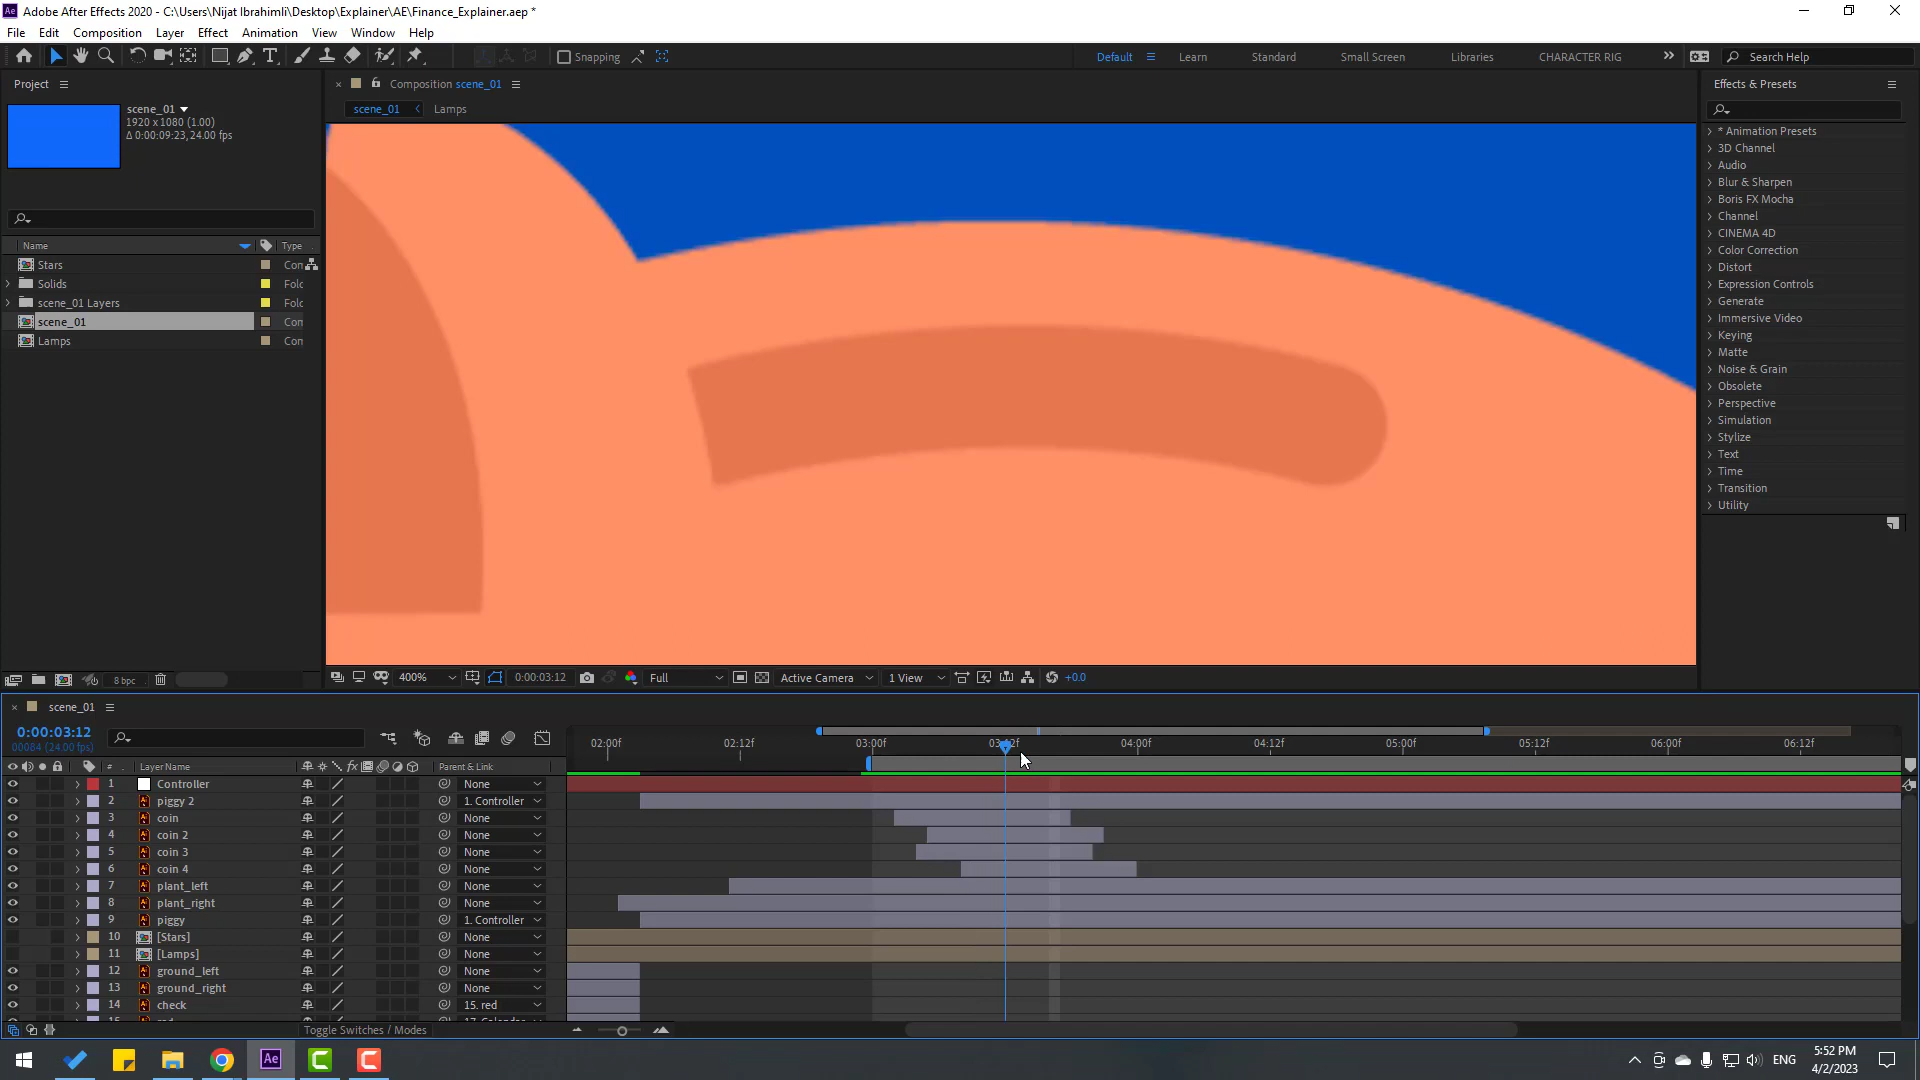 Adobe After Effects 2020 - C:\Users\Nijat Ibrahimli\Desktop\Explainer\AE\Finance_Explainer.aep *
File Edit Composition Layer Effect Animation View Window Help
Snapping Default Learn Standard Small Screen Libraries CHARACTER RIG Search Help
Project
Composition scene_01
Effects & Presets
scene_01
1920 x 1080 (1.00)
Δ 0:00:09:23, 24.00 fps
scene_01 Lamps
Name Type
Stars Con
Solids Folc
scene_01 Layers Folc
scene_01 Con
Lamps Con
* Animation Presets
3D Channel
Audio
Blur & Sharpen
Boris FX Mocha
Channel
CINEMA 4D
Color Correction
Distort
Expression Controls
Generate
Immersive Video
Keying
Matte
Noise & Grain
Obsolete
Perspective
Simulation
Stylize
Text
Time
Transition
Utility
8 bpc
400% 0:00:03:12 Full Active Camera 1 View +0.0
scene_01
0:00:03:12
00084 (24.00 fps)
02:00f 02:12f 03:00f 03:12f 04:00f 04:12f 05:00f 05:12f 06:00f 06:12f
# Layer Name fx Parent & Link
1 Controller None
2 piggy 2 1. Controller
3 coin None
4 coin 2 None
5 coin 3 None
6 coin 4 None
7 plant_left None
8 plant_right None
9 piggy 1. Controller
10 [Stars] None
11 [Lamps] None
12 ground_left None
13 ground_right None
14 check 15. red
Toggle Switches / Modes
Ae
ENG
5:52 PM
4/2/2023